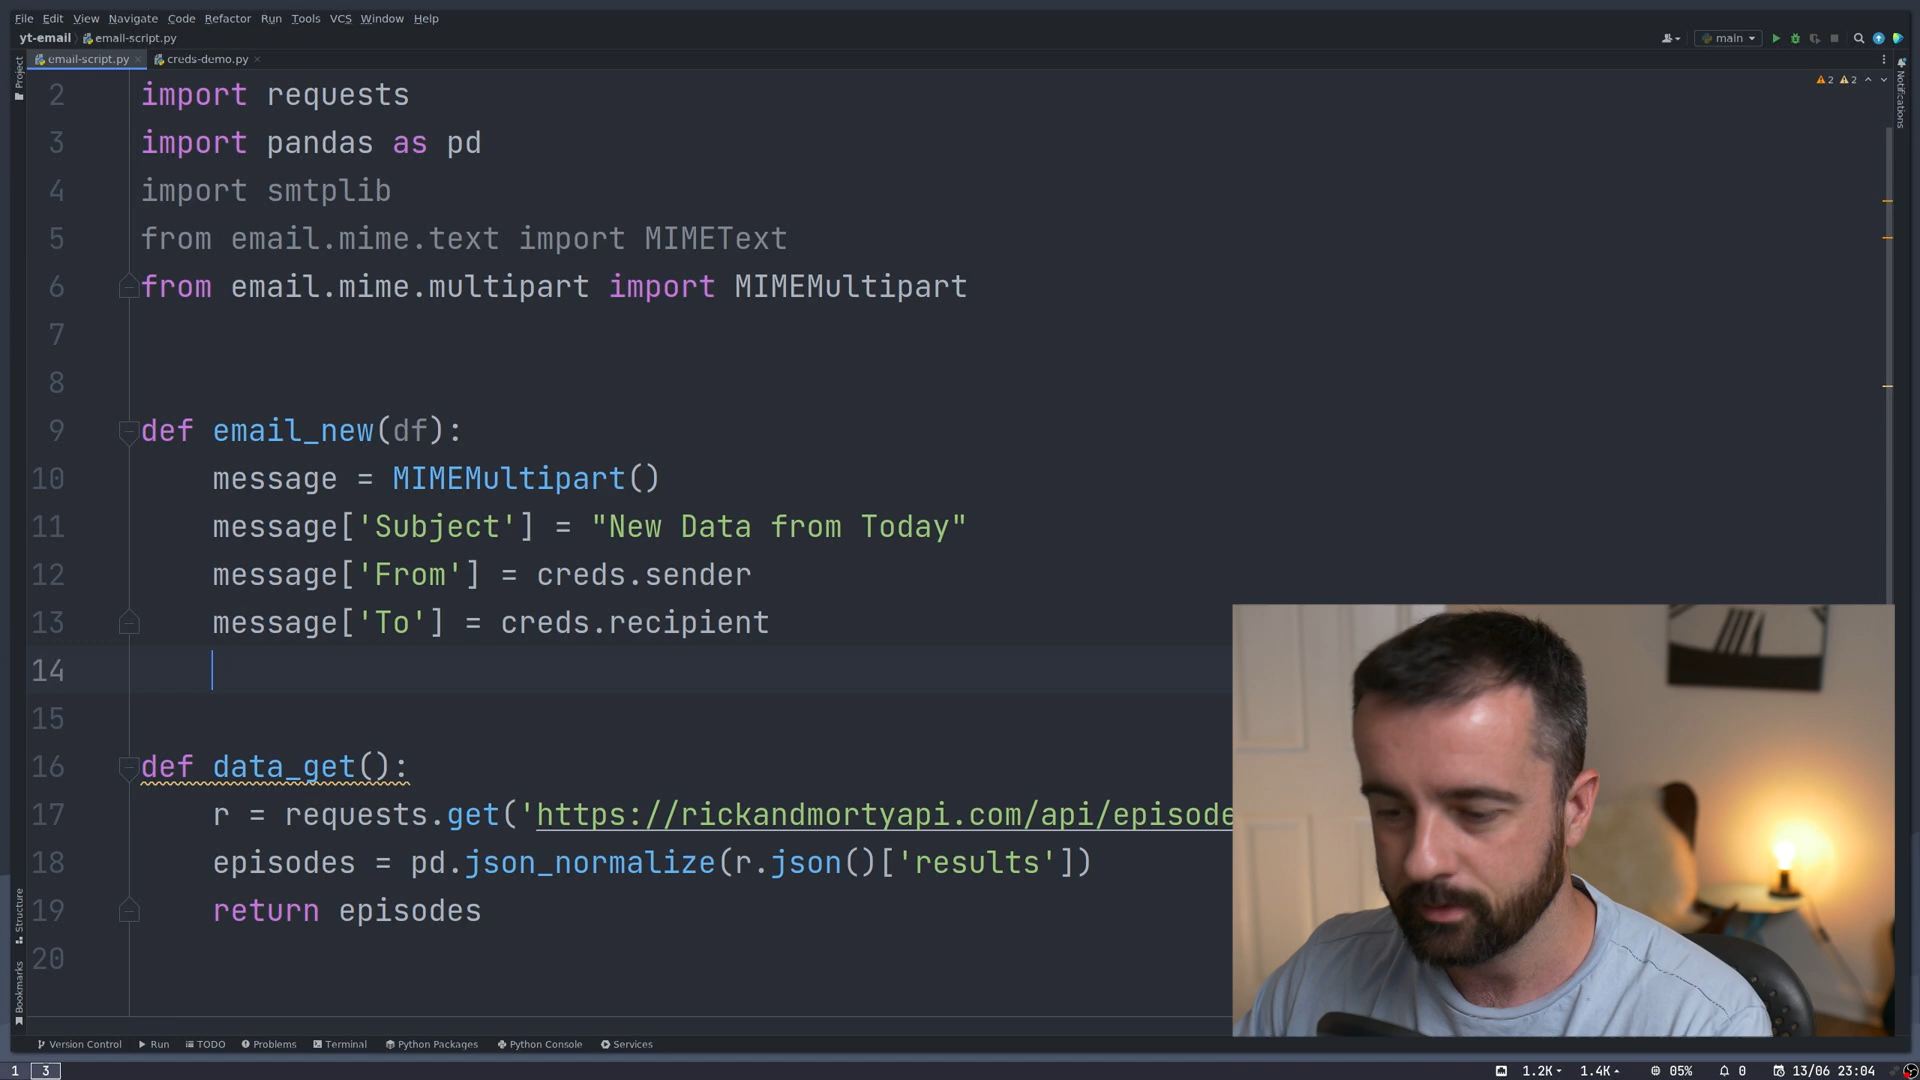 File Edit View Navigate Code Refactor Run Tools VCS Window Help
yt-email email-script.py
main
email-script.py creds-demo.py
Project
Notifications
2 2
2 import requests
3 import pandas as pd
4 import smtplib
5 from email.mime.text import MIMEText
6 from email.mime.multipart import MIMEMultipart
7
8
9 def email_new(df):
10 message = MIMEMultipart()
11 message['Subject'] = "New Data from Today"
12 message['From'] = creds.sender
13 message['To'] = creds.recipient
14
15
16 def data_get():
17 r = requests.get('https://rickandmortyapi.com/api/episode
18 episodes = pd.json_normalize(r.json()['results'])
19 return episodes
20
Structure
Bookmarks
Version Control Run TODO Problems Terminal Python Packages Python Console Services
1 3 1.2K 1.4K 05% 0 13/06 23:04